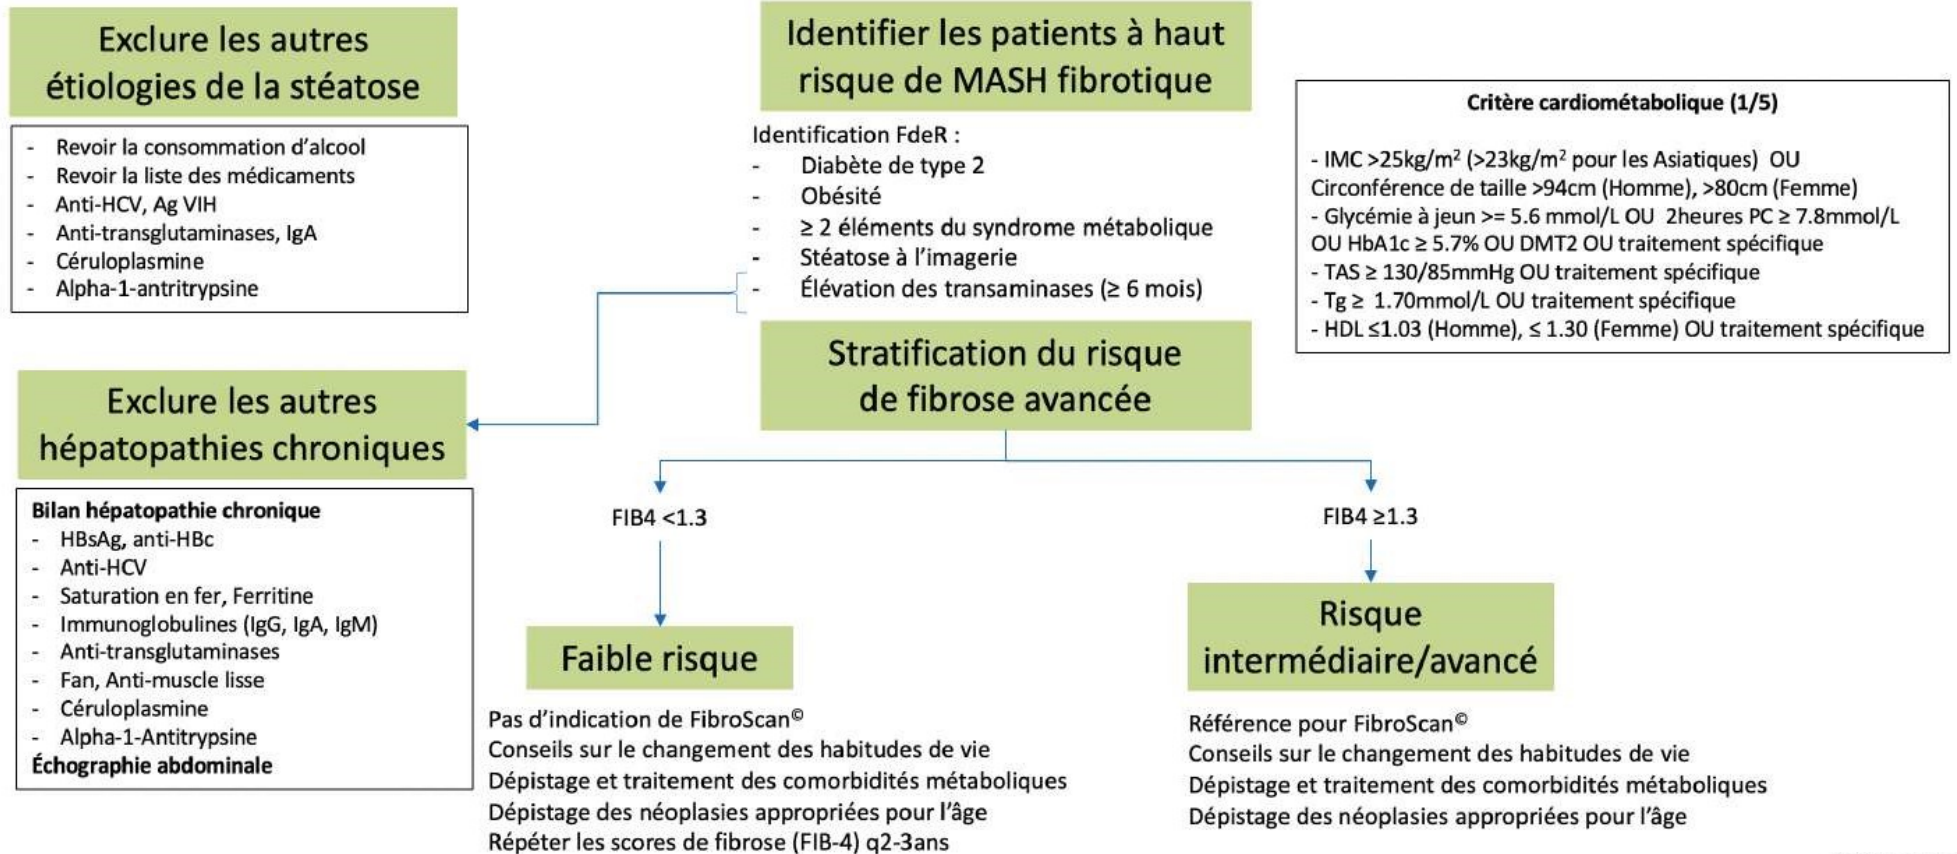 Exclure les autres
étiologies de la stéatose
- Revoir la consommation d'alcool
- Revoir la liste des médicaments
- Anti-HCV, Ag VIH
- Anti-transglutaminases, IgA
- Céruloplasmine
- Alpha-1-antritrypsine
Identifier les patients à haut
risque de MASH fibrotique
Identification FdeR :
- Diabète de type 2
- Obésité
- ≥ 2 éléments du syndrome métabolique
- Stéatose à l'imagerie
- Élévation des transaminases (≥ 6 mois)
Critère cardiométabolique (1/5)
- IMC >25kg/m² (>23kg/m² pour les Asiatiques) OU
Circonférence de taille >94cm (Homme), >80cm (Femme)
- Glycémie à jeun >= 5.6 mmol/L OU 2heures PC ≥ 7.8mmol/L
OU HbA1c ≥ 5.7% OU DMT2 OU traitement spécifique
- TAS ≥ 130/85mmHg OU traitement spécifique
- Tg ≥ 1.70mmol/L OU traitement spécifique
- HDL ≤1.03 (Homme), ≤ 1.30 (Femme) OU traitement spécifique
Exclure les autres
hépatopathies chroniques
Bilan hépatopathie chronique
- HBsAg, anti-HBc
- Anti-HCV
- Saturation en fer, Ferritine
- Immunoglobulines (IgG, IgA, IgM)
- Anti-transglutaminases
- Fan, Anti-muscle lisse
- Céruloplasmine
- Alpha-1-Antitrypsine
Échographie abdominale
Stratification du risque
de fibrose avancée
FIB4 <1.3
Faible risque
Pas d'indication de FibroScan©
Conseils sur le changement des habitudes de vie
Dépistage et traitement des comorbidités métaboliques
Dépistage des néoplasies appropriées pour l'âge
Répéter les scores de fibrose (FIB-4) q2-3ans
FIB4 ≥1.3
Risque
intermédiaire/avancé
Référence pour FibroScan©
Conseils sur le changement des habitudes de vie
Dépistage et traitement des comorbidités métaboliques
Dépistage des néoplasies appropriées pour l'âge